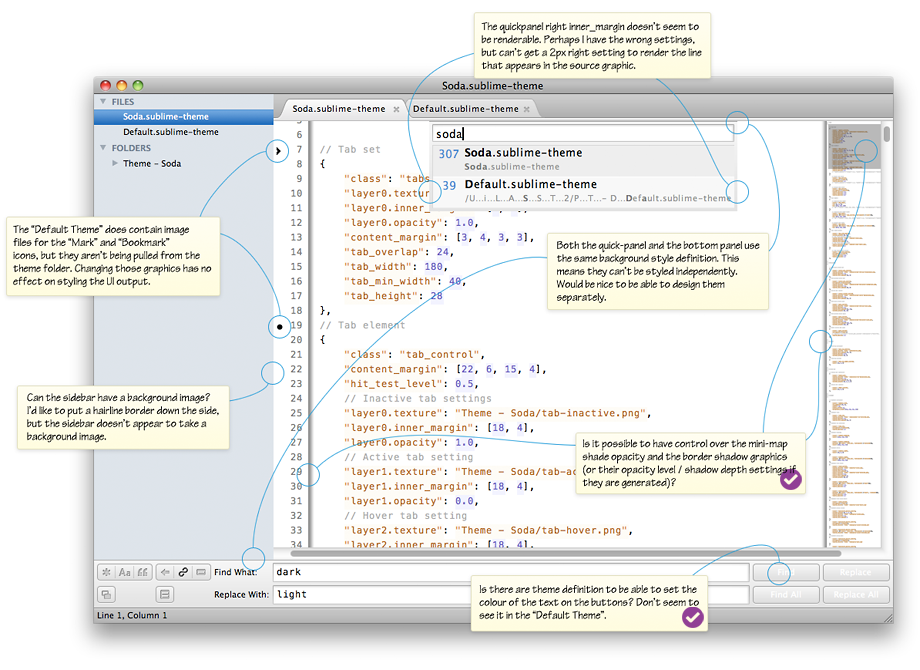 The quickpanel right inner_margin doesn't seem to
be renderable. Perhaps I have the wrong settings,
but can't get a 2px right setting to render the line
that appears in the source graphic.
Soda.sublime-theme
FILES
Soda.sublime-theme
Default.sublime-theme
FOLDERS
Theme - Soda
Soda.sublime-theme
Default.sublime-theme
soda
307 Soda.sublime-theme
Soda.sublime-theme
39 Default.sublime-theme
/U…i…L…A…S…S…T…2/P…T…– D…Default.sublime-theme
5
6
7 // Tab set
8 {
9 "class": "tabs
10 "layer0.textur
11 "layer0.inner_
12 "layer0.opacity": 1.0,
13 "content_margin": [3, 4, 3, 3],
14 "tab_overlap": 24,
15 "tab_width": 180,
16 "tab_min_width": 40,
17 "tab_height": 28
18 },
19 // Tab element
20 {
21 "class": "tab_control",
22 "content_margin": [22, 6, 15, 4],
23 "hit_test_level": 0.5,
24 // Inactive tab settings
25 "layer0.texture": "Theme - Soda/tab-inactive.png",
26 "layer0.inner_margin": [18, 4],
27 "layer0.opacity": 1.0,
28 // Active tab setting
29 "layer1.texture": "Theme - Soda/tab-ac
30 "layer1.inner_margin": [18, 4],
31 "layer1.opacity": 0.0,
32 // Hover tab setting
33 "layer2.texture": "Theme - Soda/tab-hover.png",
34 "layer2.inner_margin": [18, 4],
The "Default Theme" does contain image
files for the "Mark" and "Bookmark"
icons, but they aren't being pulled from the
theme folder. Changing those graphics has no
effect on styling the UI output.
Both the quick-panel and the bottom panel use
the same background style definition. This
means they can't be styled independently.
Would be nice to be able to design them
separately.
Can the sidebar have a background image?
I'd like to put a hairline border down the side,
but the sidebar doesn't appear to take a
background image.
Is it possible to have control over the mini-map
shade opacity and the border shadow graphics
(or their opacity level / shadow depth settings if
they are generated)?
Aa
Find What:
dark
Replace
Replace With:
light
Find All
Replace All
Is there are theme definition to be able to set the
colour of the text on the buttons? Don't seem to
see it in the "Default Theme".
Line 1, Column 1